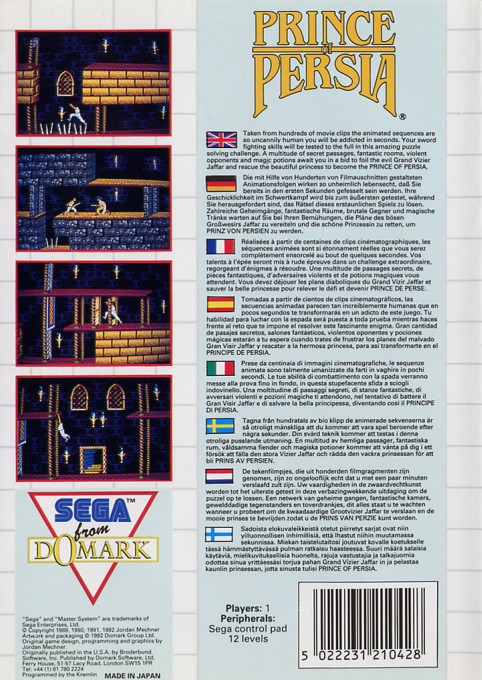 PRINCE
of
PERSIA®
Taken from hundreds of movie clips the animated sequences are
so uncannily human you will be addicted in seconds. Your sword
fighting skills will be tested to the full in this amazing puzzle
solving challenge. A multitude of secret passages, fantastic rooms, violent
opponents and magic potions await you in a bid to foil the evil Grand Vizier
Jaffar and rescue the beautiful princess to become the PRINCE OF PERSIA.
Die mit Hilfe von Hunderten von Filmauschnitten gestalteten
Animationsfolgen wirken so unheimlich lebensecht, daß Sie
bereits in den ersten Sekunden gefesselt sein werden. Ihre
Geschicklichkeit im Schwertkampf wird bis zum äußersten getestet, während
Sie herausgefordert sind, das Rätsel dieses erstaunlichen Spiels zu lösen.
Zahlreiche Geheimgänge, fantastische Räume, brutale Gegner und magische
Tränke warten auf Sie bei Ihren Bemühungen, die Pläne des bösen
Großwesirs Jaffar zu vereiteln und die schöne Prinzessin zu retten, um
PRINZ VON PERSIEN zu werden.
Réalisées à partir de centaines de clips cinématographiques, les
séquences animées sont si étonnament réelles que vous serez
complètement ensorcelé au bout de quelques secondes. Vos
talents à l'épée seront mis à rude épreuve dans un challenge extraordinaire,
regorgeant d'énigmes à résoudre. Une multitude de passages secrets, de
pièces fantastiques, d'adversaires violents et de potions magiques vous
attendent. Vous devez déjouer les plans diaboliques du Grand Vizir Jaffar et
sauver la belle princesse pour relever le défi et devenir PRINCE DE PERSE.
Tomadas a partir de cientos de clips cinematográficos, las
secuencias animadas parecen tan increíblemente humanas que en
pocos segundos te transformarás en un adicto de este juego. Tu
habilidad para luchar con la espada será puesta a toda prueba mientras haces
frente al reto que te impone el resolver este fascinante enigma. Gran cantidad
de pasajes secretos, salones fantásticos, violentos oponentes y pociones
mágicas estarán a tu espera cuando trates de frustrar los planes del malvado
Gran Visir Jaffar y rescatar a la hermosa princesa, para así transformarte en el
PRINCIPE DE PERSIA.
Prese da centinaia di immagini cinematografiche, le sequenze
animate sono talmente umanizzate da farti in vaghire in pochi
secondi. Le tue abilità di combattimento con la spada verranno
messe alla prova fino in fondo, in questa stupefacente sfida a sciogli
indovinello. Una moltitudine di passaggi segreti, di stanze fantastiche, di
avversari violenti e pozioni magiche ti attendono, nel tentativo di battere il
Gran Vizir Jaffar e di salvare la bella principessa, diventando così il PRINCIPE
DI PERSIA.
Tagna från hundratals av bio klipp de animerade sekvenserna är
så otroligt mänskliga att du kommer att vara spel beroende efter
några sekunder. Din svärd teknik kommer att testas i denna
otroliga pusslande utmaning. En multitud av hemliga passager, fantastiska
rum, våldsamma fiender och magiska potioner kommer att vänta på dig i ett
försök att fälla den stora Vizier Jaffar och rädda den vackra prinsessan för att
bli PRINS AV PERSIEN.
De tekenfilmpjes, die uit honderden filmfragmenten zijn
genomen, zijn zo ongelooflijk echt dat u met een paar minuten
verslaafd zult zijn. Uw vaardigheden in de zwaardvechtkunst
worden tot het uiterste getest in deze verbazingwekkende uitdaging om de
puzzel op te lossen. Een netwerk van geheime gangen, fantastische kamers,
gewelddadige tegenstanders en toverdrankjes, dit alles staat u te wachten
wanneer u probeert om de kwaadaardige Grootvizier Jaffar te verslaan en de
mooie prinses te bevrijden zodat u de PRINS VAN PERZIE kunt worden.
Sadoista elokuvaleikkeistä otetut piirretyt sarjat ovat niin
yliluonnollisen inhimillisiä, että ihastut niihin muutamassa
sekunnissa. Miekan taistelutaitosi joutuvat kovalle koetukselle
tässä hämmästyttävässä pulman ratkaisu haasteessa. Suuri määrä salaisia
käytäviä, mielikuvituksellisia huoneita, rajuja vastustajia ja taikajuomia
odottaa sinua yrittäessäsi torjua pahan Grand Vizier Jaffar in ja pelastaa
kauniin prinsessan, jotta sinusta tulisi PRINCE OF PERSIA.
SEGA™
from
DOMARK
"Sega" and "Master System" are trademarks of
Sega Enterprises, Ltd.
© Copyright 1989, 1990, 1991, 1992 Jordan Mechner
Artwork and packaging © 1992 Domark Group Ltd.
Original game design, programming and graphics by
Jordan Mechner.
Originally published in the U.S.A. by Broderbund
Software, Inc. Published by Domark Software, Ltd,
Ferry House, 51-57 Lacy Road, London SW15 1PR
Tel: +44 (1) 81 780 2224
Programmed by the Kremlin MADE IN JAPAN
Players: 1
Peripherals:
Sega control pad
12 levels
5 022231 210428